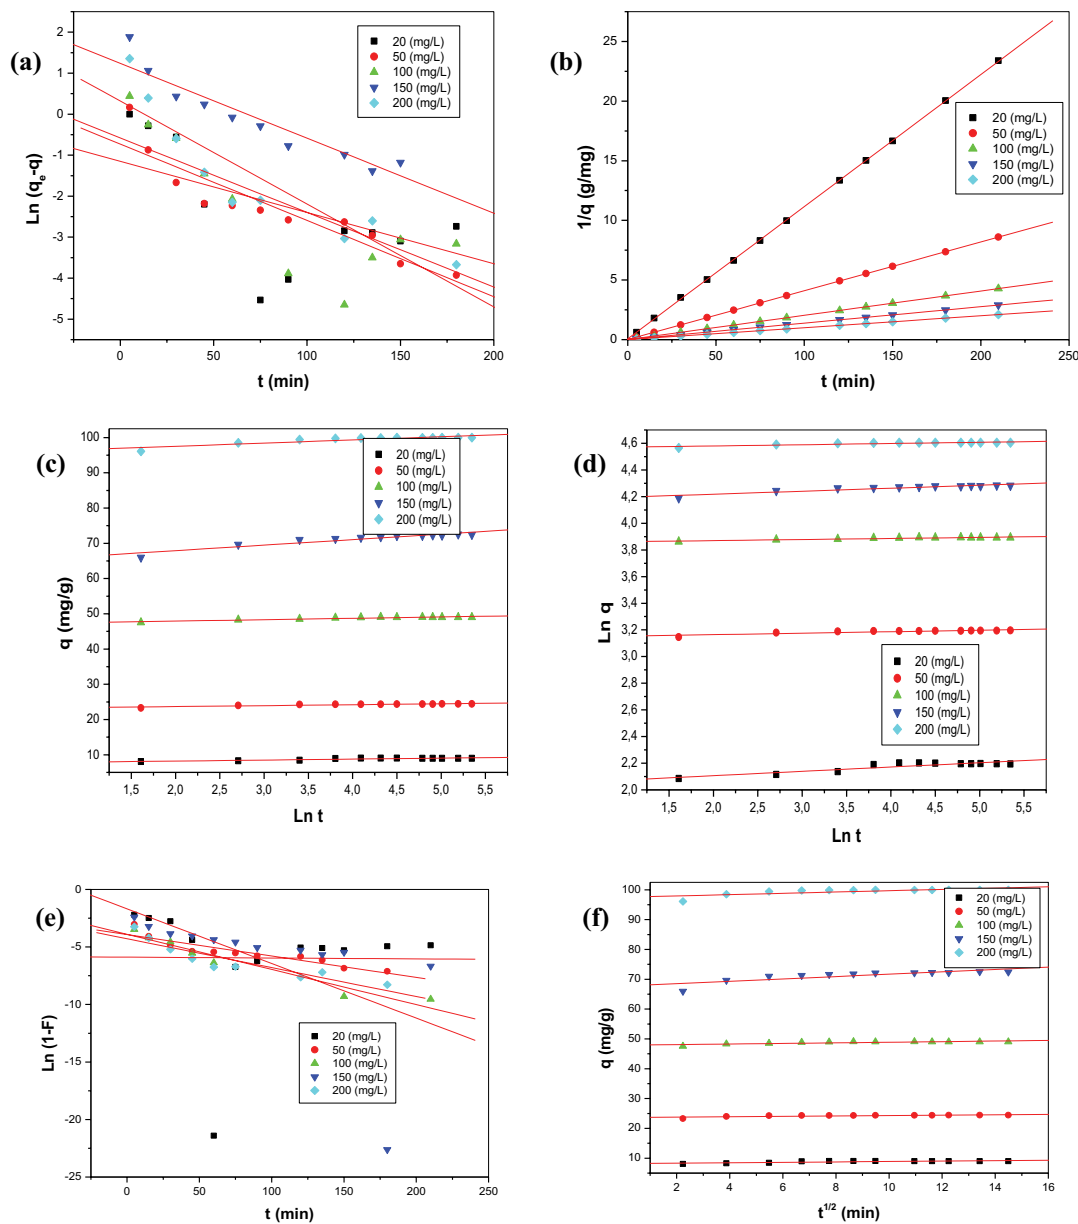 (a)
2
1
0
-1
-2
-3
-4
-5
Ln (qe-q)
0
50
100
150
200
t (min)
20 (mg/L)
50 (mg/L)
100 (mg/L)
150 (mg/L)
200 (mg/L)
(b)
25
20
15
10
5
0
1/q (g/mg)
0
50
100
150
200
250
t (min)
20 (mg/L)
50 (mg/L)
100 (mg/L)
150 (mg/L)
200 (mg/L)
(c)
100
90
80
70
60
50
40
30
20
10
q (mg/g)
1,5
2,0
2,5
3,0
3,5
4,0
4,5
5,0
5,5
Ln t
20 (mg/L)
50 (mg/L)
100 (mg/L)
150 (mg/L)
200 (mg/L)
(d)
4,6
4,4
4,2
4,0
3,8
3,6
3,4
3,2
3,0
2,8
2,6
2,4
2,2
2,0
Ln q
1,5
2,0
2,5
3,0
3,5
4,0
4,5
5,0
5,5
Ln t
20 (mg/L)
50 (mg/L)
100 (mg/L)
150 (mg/L)
200 (mg/L)
(e)
0
-5
-10
-15
-20
-25
Ln (1-F)
0
50
100
150
200
250
t (min)
20 (mg/L)
50 (mg/L)
100 (mg/L)
150 (mg/L)
200 (mg/L)
(f)
100
90
80
70
60
50
40
30
20
10
q (mg/g)
2
4
6
8
10
12
14
16
t1/2 (min)
20 (mg/L)
50 (mg/L)
100 (mg/L)
150 (mg/L)
200 (mg/L)